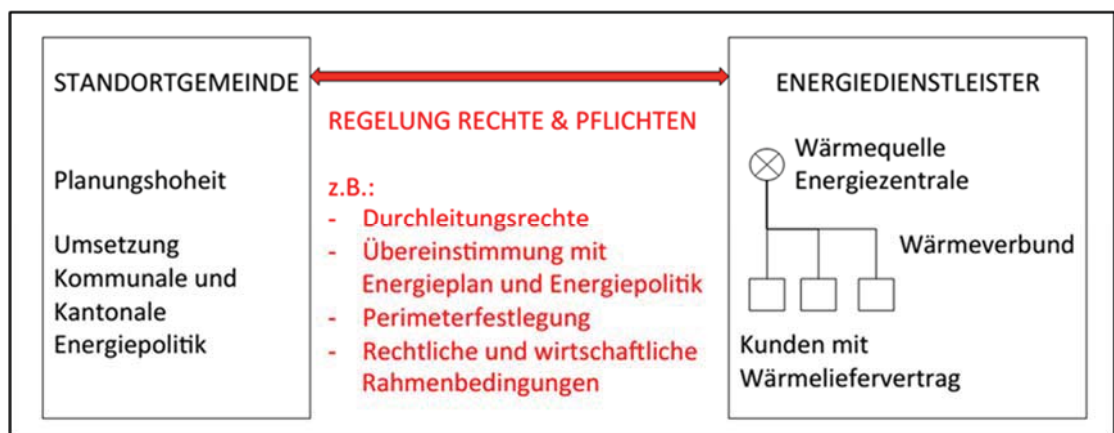 STANDORTGEMEINDE
Planungshoheit
Umsetzung
Kommunale und
Kantonale
Energiepolitik
REGELUNG RECHTE & PFLICHTEN
z.B.:
- Durchleitungsrechte
- Übereinstimmung mit
Energieplan und Energiepolitik
- Perimeterfestlegung
- Rechtliche und wirtschaftliche
Rahmenbedingungen
ENERGIEDIENSTLEISTER
Wärmequelle
Energiezentrale
Wärmeverbund
Kunden mit
Wärmeliefervertrag